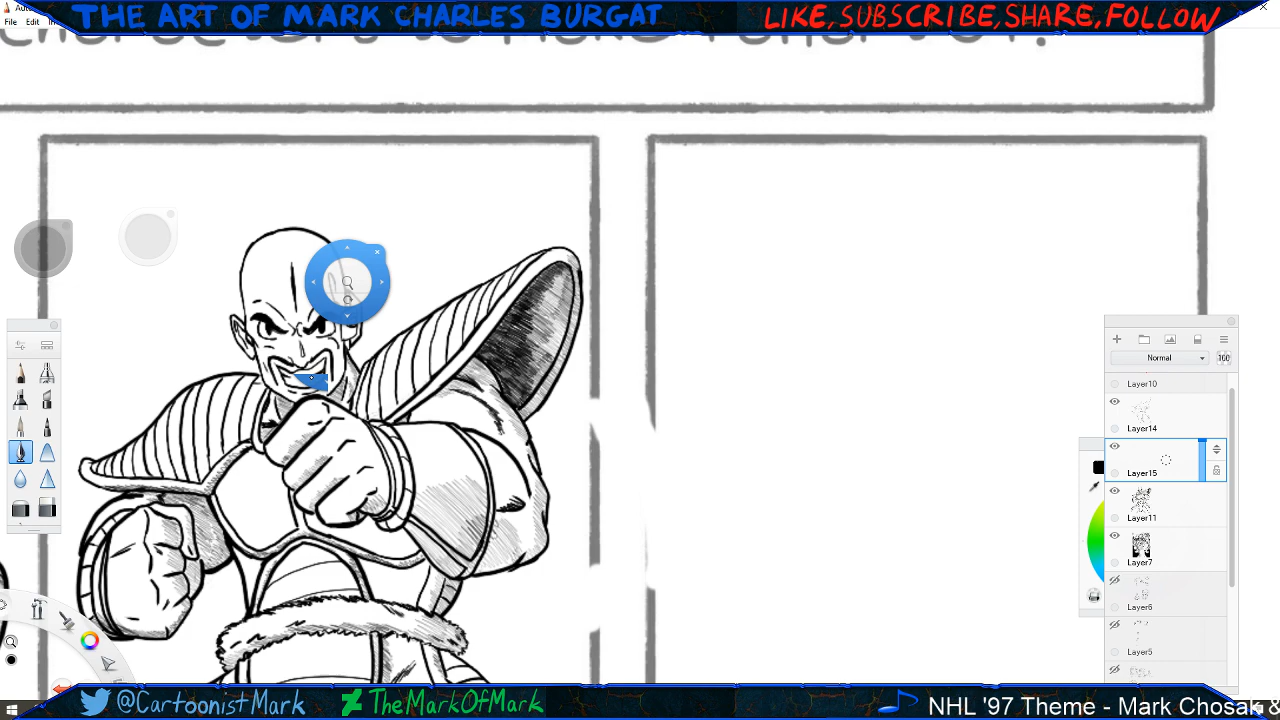 THE ART OF MARK CHARLES BURGAT
LIKE, SUBSCRIBE, SHARE, FOLLOW
File Edit
Normal
100
Layer10
Layer14
Layer15
Layer11
Layer7
Layer6
Layer5
@CartoonistMark
TheMarkOfMark
NHL '97 Theme - Mark Chosak &